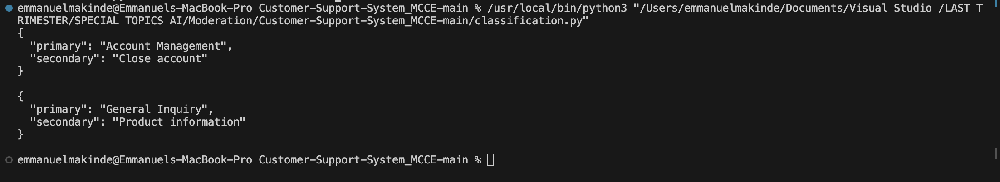 emmanuelmakinde@Emmanuels-MacBook-Pro Customer-Support-System_MCCE-main % /usr/local/bin/python3 "/Users/emmanuelmakinde/Documents/Visual Studio /LAST T
RIMESTER/SPECIAL TOPICS AI/Moderation/Customer-Support-System_MCCE-main/classification.py"
{
  "primary": "Account Management",
  "secondary": "Close account"
}
{
  "primary": "General Inquiry",
  "secondary": "Product information"
}
emmanuelmakinde@Emmanuels-MacBook-Pro Customer-Support-System_MCCE-main %